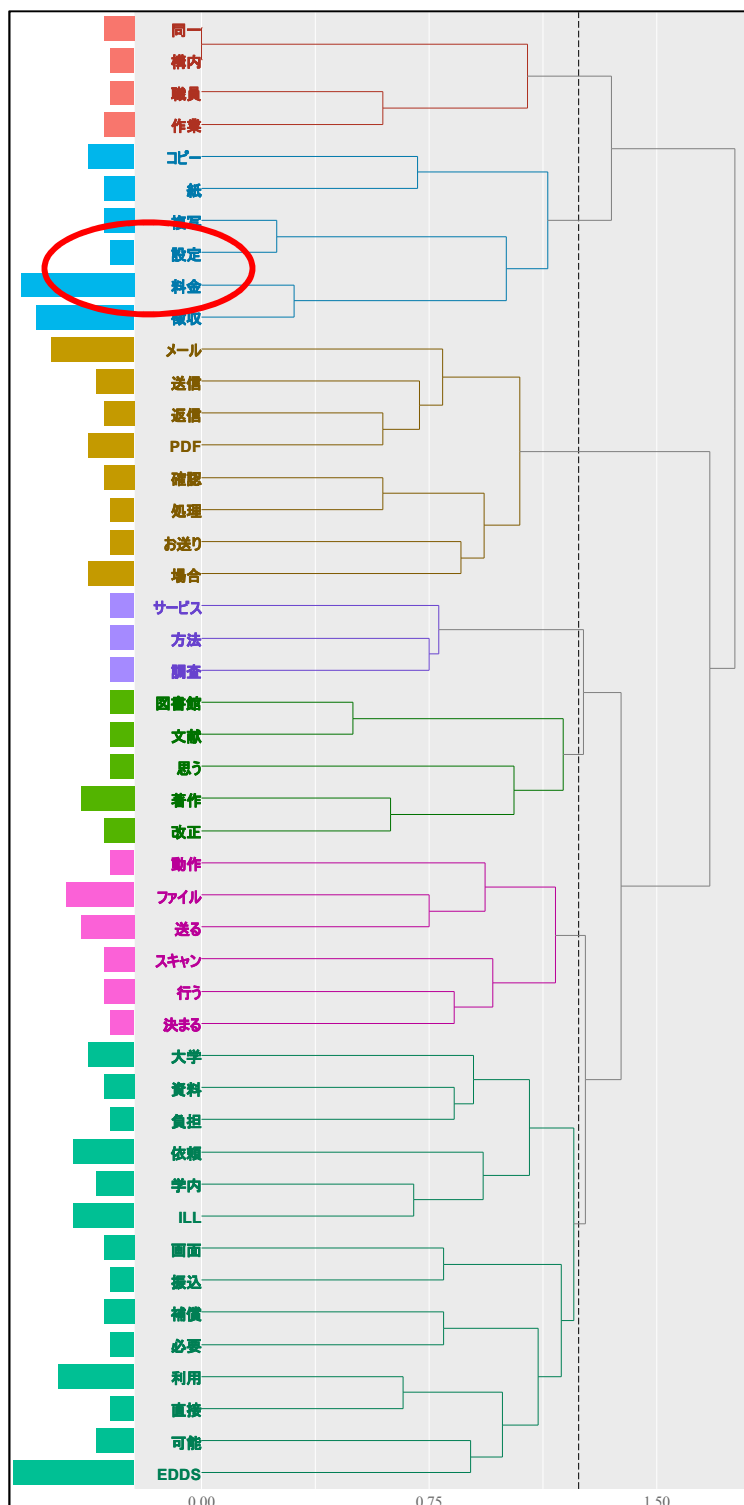 同一
構内
職員
作業
コピー
紙
複写
設定
料金
徴収
メール
送信
返信
PDF
確認
処理
お送り
場合
サービス
方法
調査
図書館
文献
思う
著作
改正
動作
ファイル
送る
スキャン
行う
決まる
大学
資料
負担
依頼
学内
ILL
画面
振込
補償
必要
利用
直接
可能
EDDS
0.00 0.75 1.50